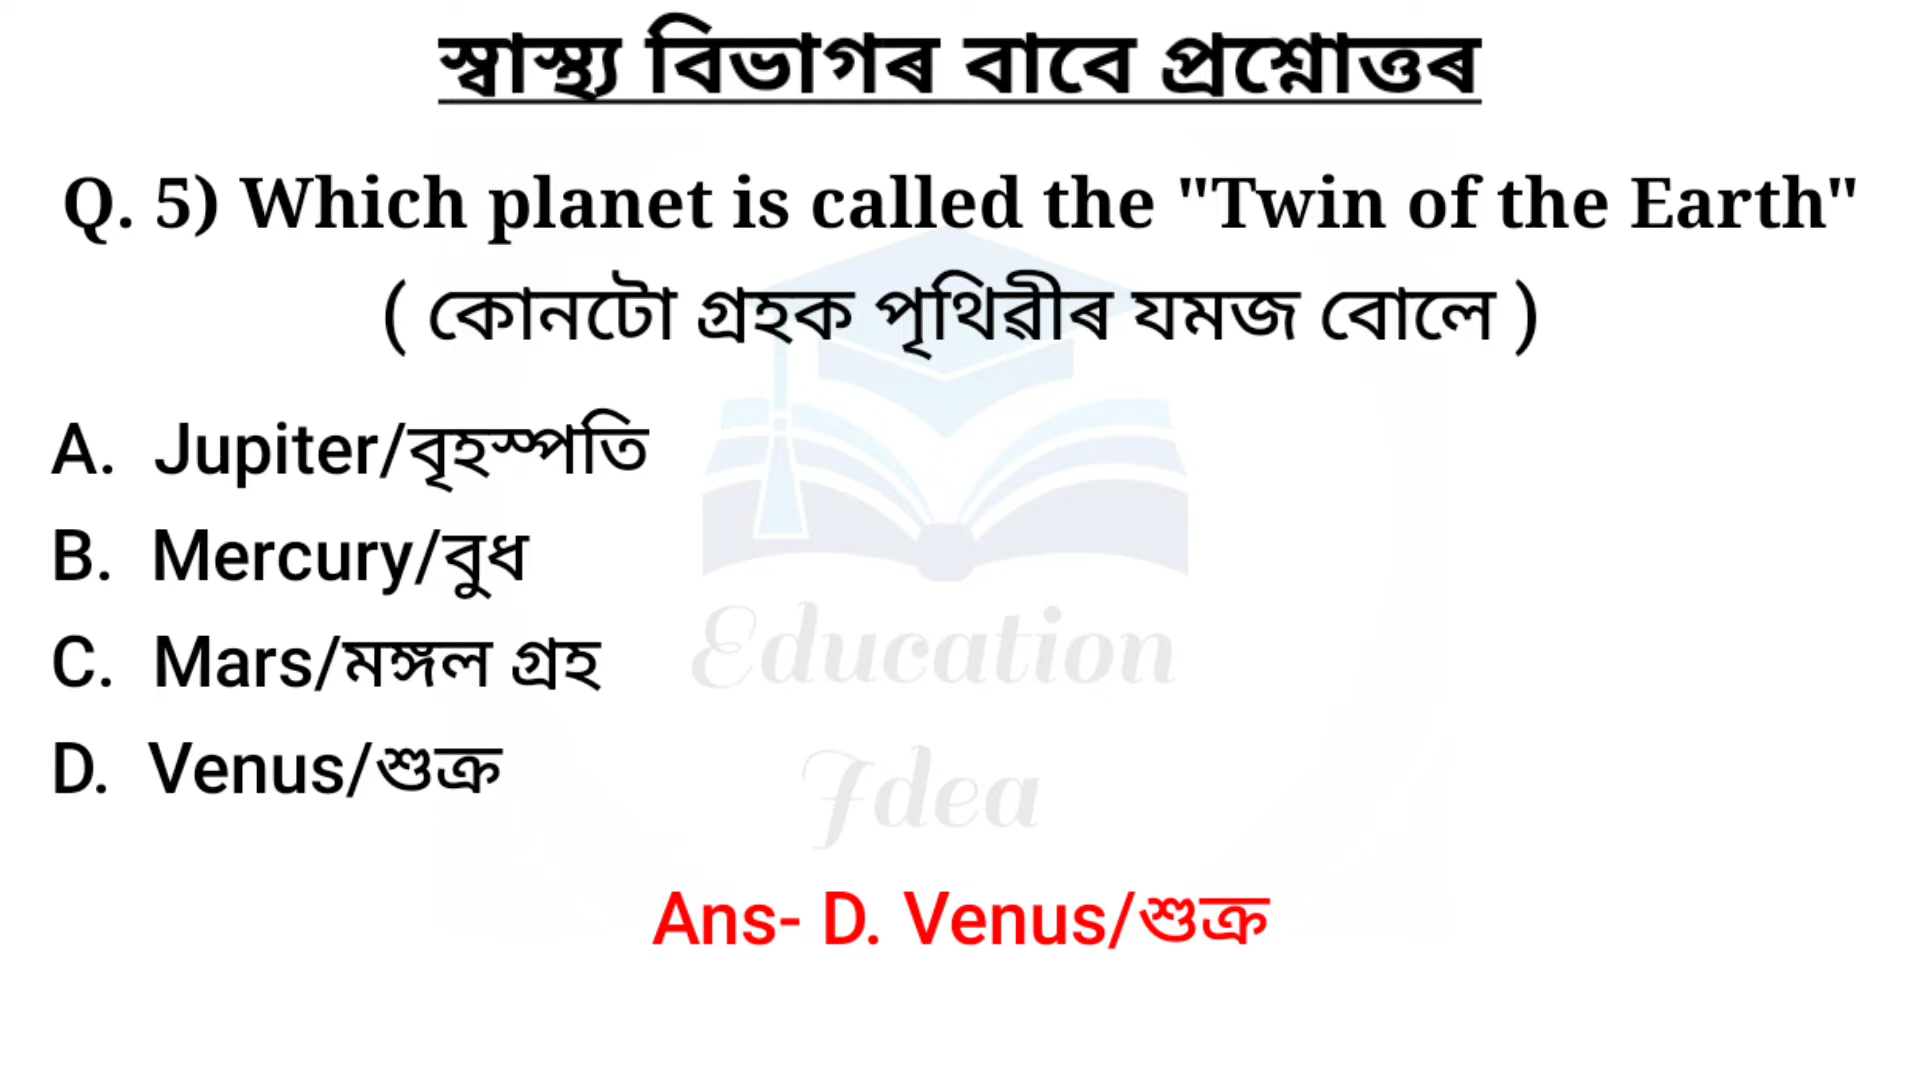 স্বাস্থ্য বিভাগৰ বাবে প্ৰশ্নোত্তৰ
Q. 5) Which planet is called the "Twin of the Earth"
( কোনটো গ্ৰহক পৃথিৱীৰ যমজ বোলে )
A. Jupiter/বৃহস্পতি
B. Mercury/বুধ
C. Mars/মঙ্গল গ্ৰহ
D. Venus/শুক্ৰ
Education
Idea
Ans- D. Venus/শুক্ৰ